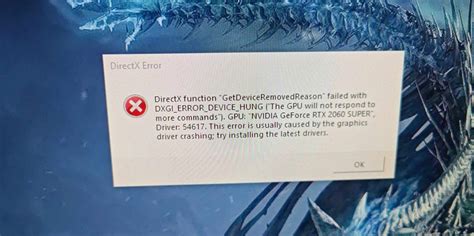 DirectX Error
DirectX function "GetDeviceRemovedReason" failed with
DXGI_ERROR_DEVICE_HUNG ("The GPU will not respond to
more commands"). GPU: "NVIDIA GeForce RTX 2060 SUPER",
Driver: 54617. This error is usually caused by the graphics
driver crashing; try installing the latest drivers.
OK